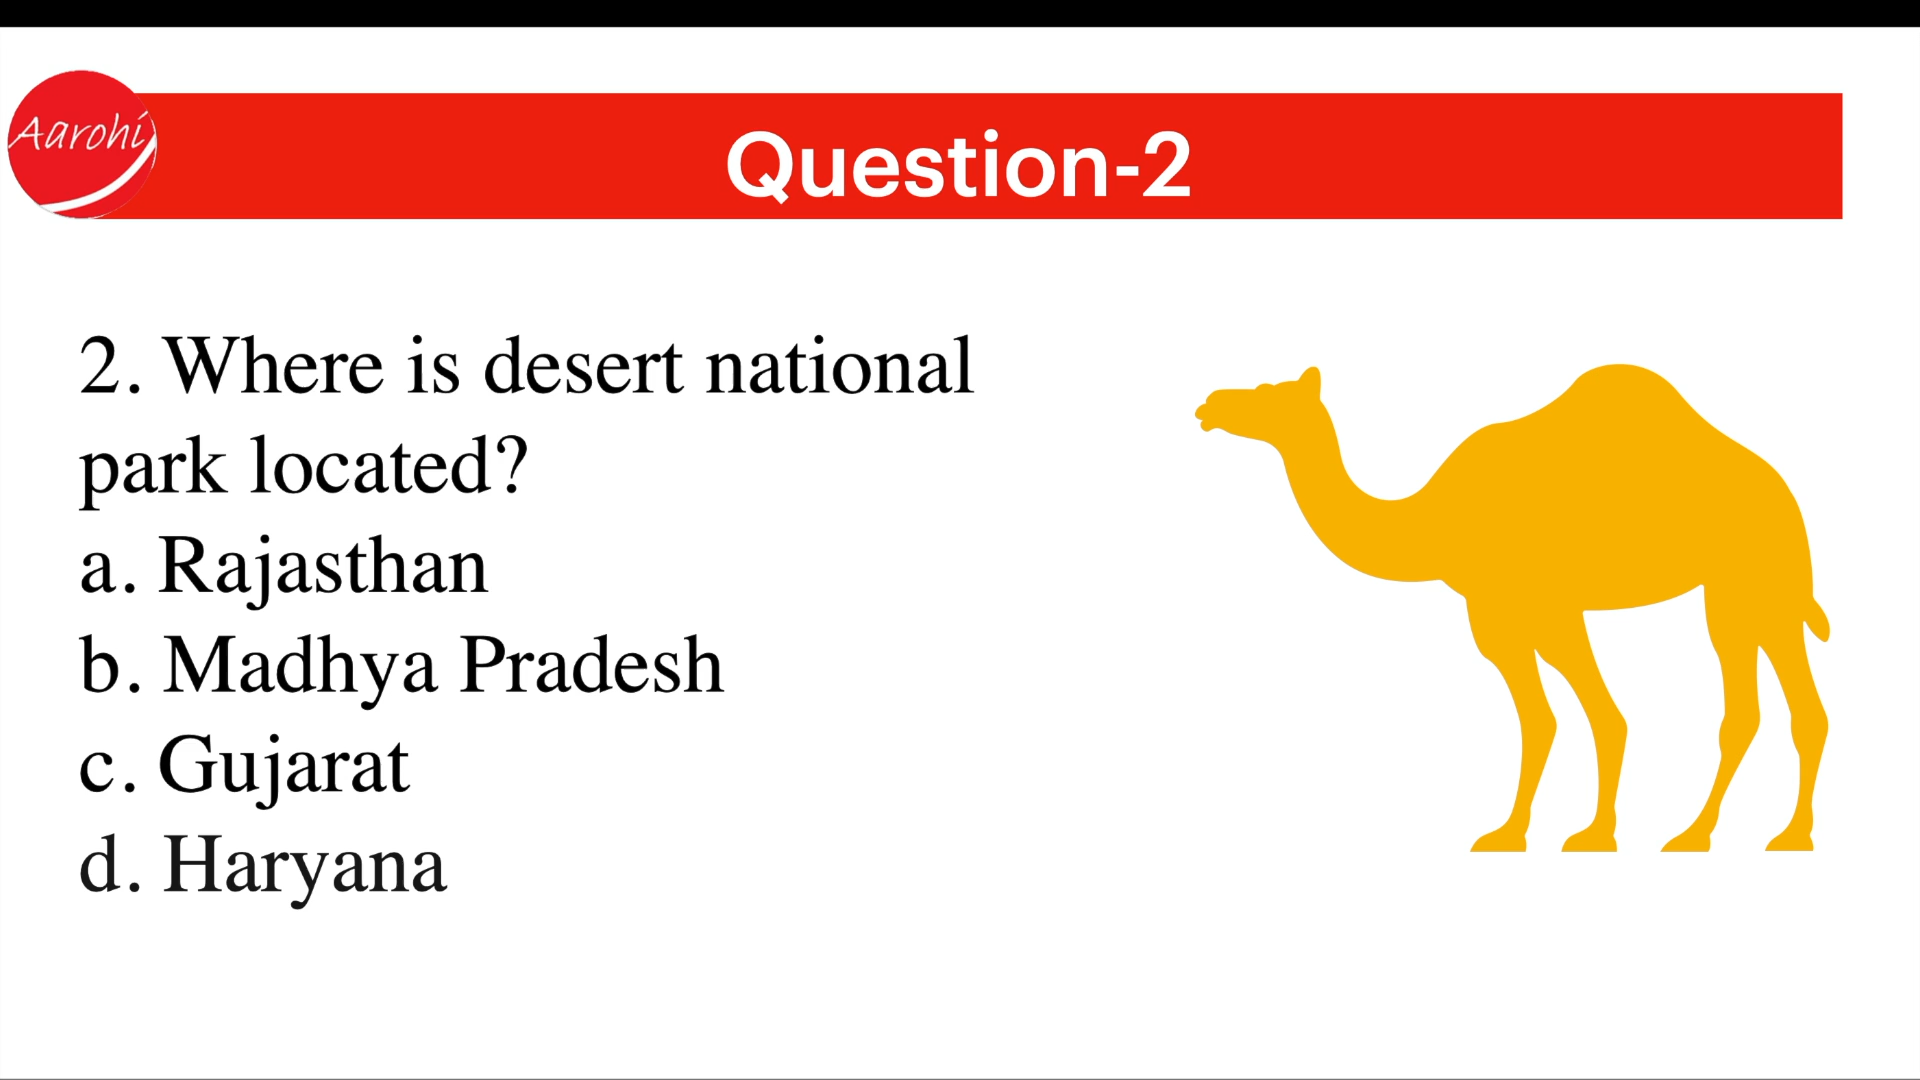 Aarohi
Question-2
2. Where is desert national
park located?
a. Rajasthan
b. Madhya Pradesh
c. Gujarat
d. Haryana